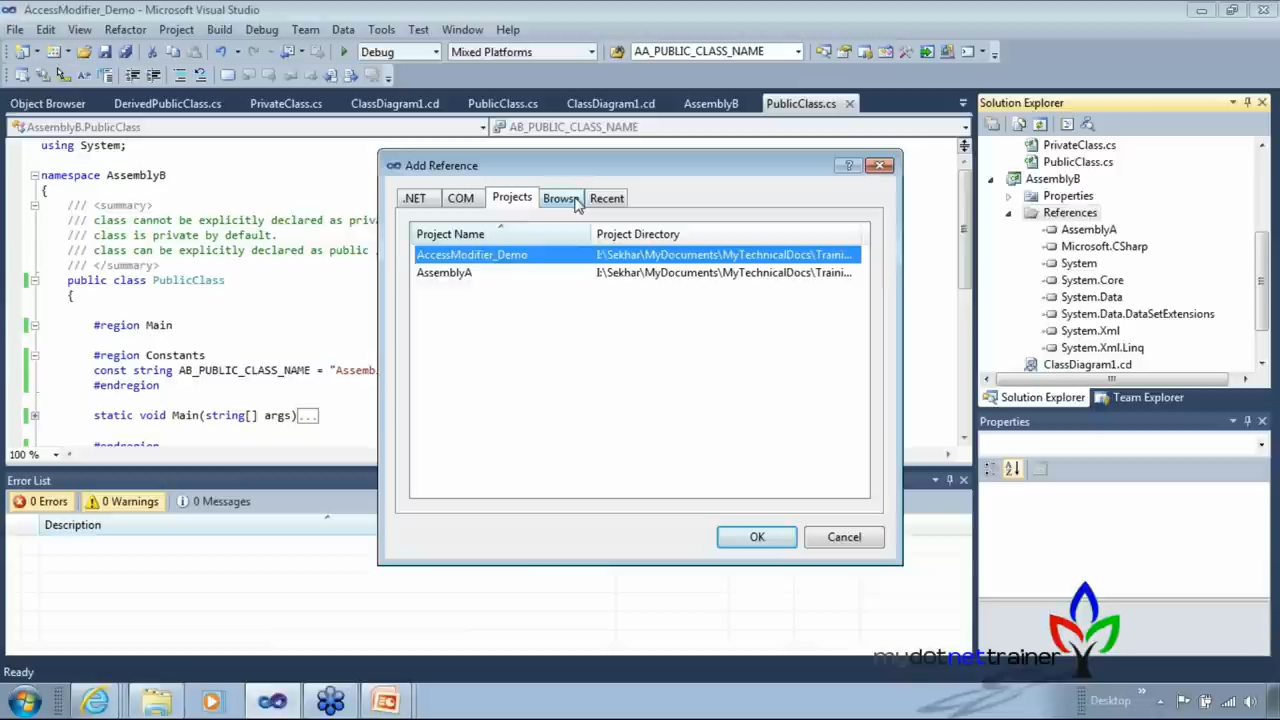 AccessModifier_Demo - Microsoft Visual Studio
File Edit View Refactor Project Build Debug Team Data Tools Test Window Help
Debug Mixed Platforms AA_PUBLIC_CLASS_NAME
Object Browser DerivedPublicClass.cs PrivateClass.cs ClassDiagram1.cd PublicClass.cs ClassDiagram1.cd AssemblyB PublicClass.cs
AssemblyB.PublicClass AB_PUBLIC_CLASS_NAME
using System;
namespace AssemblyB
{
/// <summary>
/// class cannot be explicitly declared as priva
/// class is private by default.
/// class can be explicitly declared as public
/// </summary>
public class PublicClass
{
#region Main
#region Constants
const string AB_PUBLIC_CLASS_NAME = "Assemb
#endregion
static void Main(string[] args)...
#endregion
100 %
Add Reference
.NET COM Projects Browse Recent
Project Name Project Directory
AccessModifier_Demo I:\Sekhar\MyDocuments\MyTechnicalDocs\Traini...
AssemblyA I:\Sekhar\MyDocuments\MyTechnicalDocs\Traini...
OK Cancel
Solution Explorer
PrivateClass.cs
PublicClass.cs
AssemblyB
Properties
References
AssemblyA
Microsoft.CSharp
System
System.Core
System.Data
System.Data.DataSetExtensions
System.Xml
System.Xml.Linq
ClassDiagram1.cd
Solution Explorer Team Explorer
Properties
Error List
0 Errors 0 Warnings 0 Messages
Description
mydotnettrainer
Ready
Desktop